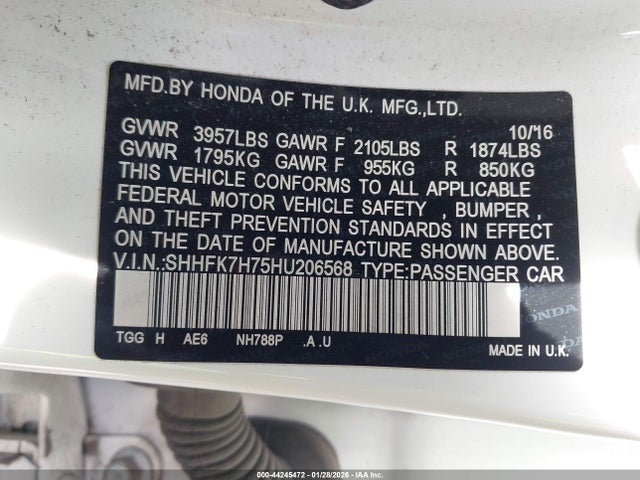 MFD.BY HONDA OF THE U.K. MFG.,LTD.
10/16
GVWR 3957LBS GAWR F 2105LBS R 1874LBS
GVWR 1795KG GAWR F 955KG R 850KG
THIS VEHICLE CONFORMS TO ALL APPLICABLE
FEDERAL MOTOR VEHICLE SAFETY , BUMPER ,
AND THEFT PREVENTION STANDARDS IN EFFECT
ON THE DATE OF MANUFACTURE SHOWN ABOVE.
V.I.N.:SHHFK7H75HU206568 TYPE:PASSENGER CAR
TGG H AE6 NH788P .A .U
MADE IN U.K.
000-44245472 | 01/28/2026 | IAA Inc.